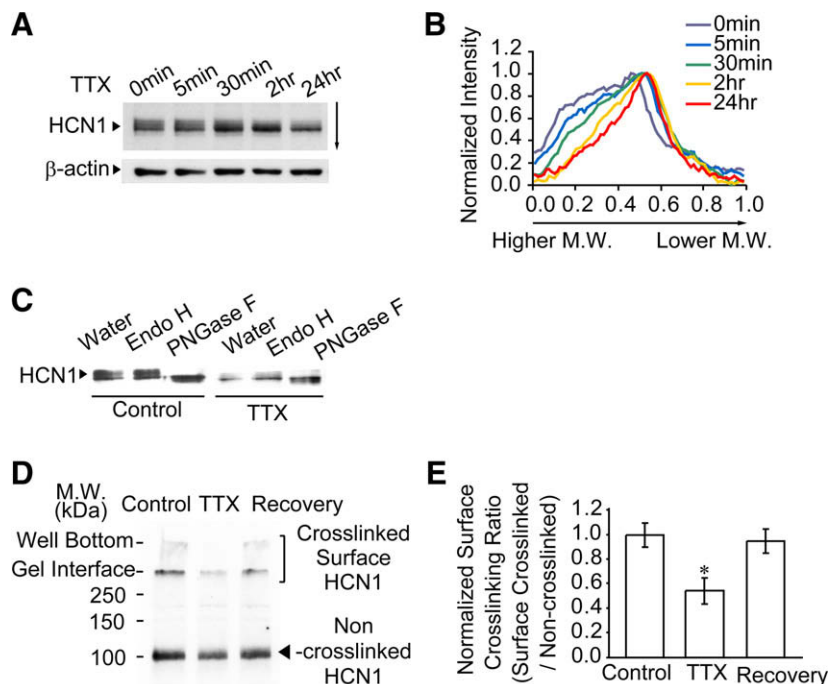 A
TTX 0min 5min 30min 2hr 24hr
HCN1
β-actin
B
Normalized Intensity
1.2
1.0
0.8
0.6
0.4
0.2
0.0
0.0 0.2 0.4 0.6 0.8 1.0
Higher M.W. Lower M.W.
0min
5min
30min
2hr
24hr
C
Water Endo H PNGase F Water Endo H PNGase F
HCN1
Control TTX
D
M.W.
(kDa)
Control TTX Recovery
Well Bottom -
Gel Interface-
250 -
150 -
100 -
Crosslinked
Surface
HCN1
Non
-crosslinked
HCN1
E
Normalized Surface
Crosslinking Ratio
(Surface Crosslinked
/ Non-crosslinked)
1.2
1.0
0.8
0.6
0.4
0.2
0.0
*
Control TTX Recovery